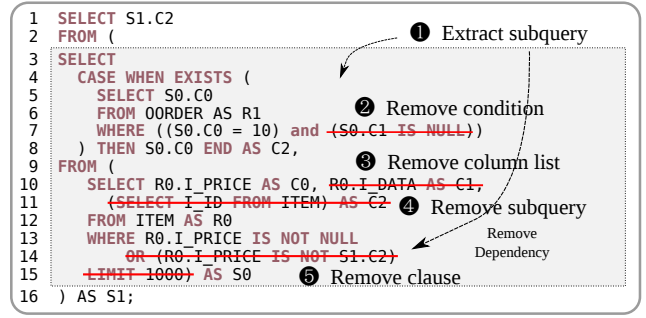 1 SELECT S1.C2
2 FROM (
❶ Extract subquery
3 SELECT
4 CASE WHEN EXISTS (
5 SELECT S0.C0
❷ Remove condition
6 FROM OORDER AS R1
7 WHERE ((S0.C0 = 10) and (S0.C1 IS NULL))
8 ) THEN S0.C0 END AS C2,
❸ Remove column list
9 FROM (
10 SELECT R0.I_PRICE AS C0, R0.I_DATA AS C1,
11 (SELECT I_ID FROM ITEM) AS C2
❹ Remove subquery
12 FROM ITEM AS R0
13 WHERE R0.I_PRICE IS NOT NULL
Remove
Dependency
14 OR (R0.I_PRICE IS NOT S1.C2)
15 LIMIT 1000) AS S0
❺ Remove clause
16 ) AS S1;